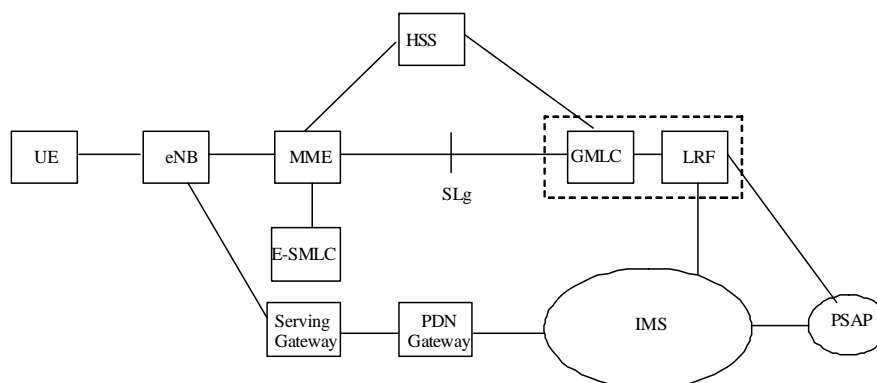 HSS
UE
eNB
MME
GMLC
LRF
SLg
E-SMLC
Serving
Gateway
PDN
Gateway
IMS
PSAP